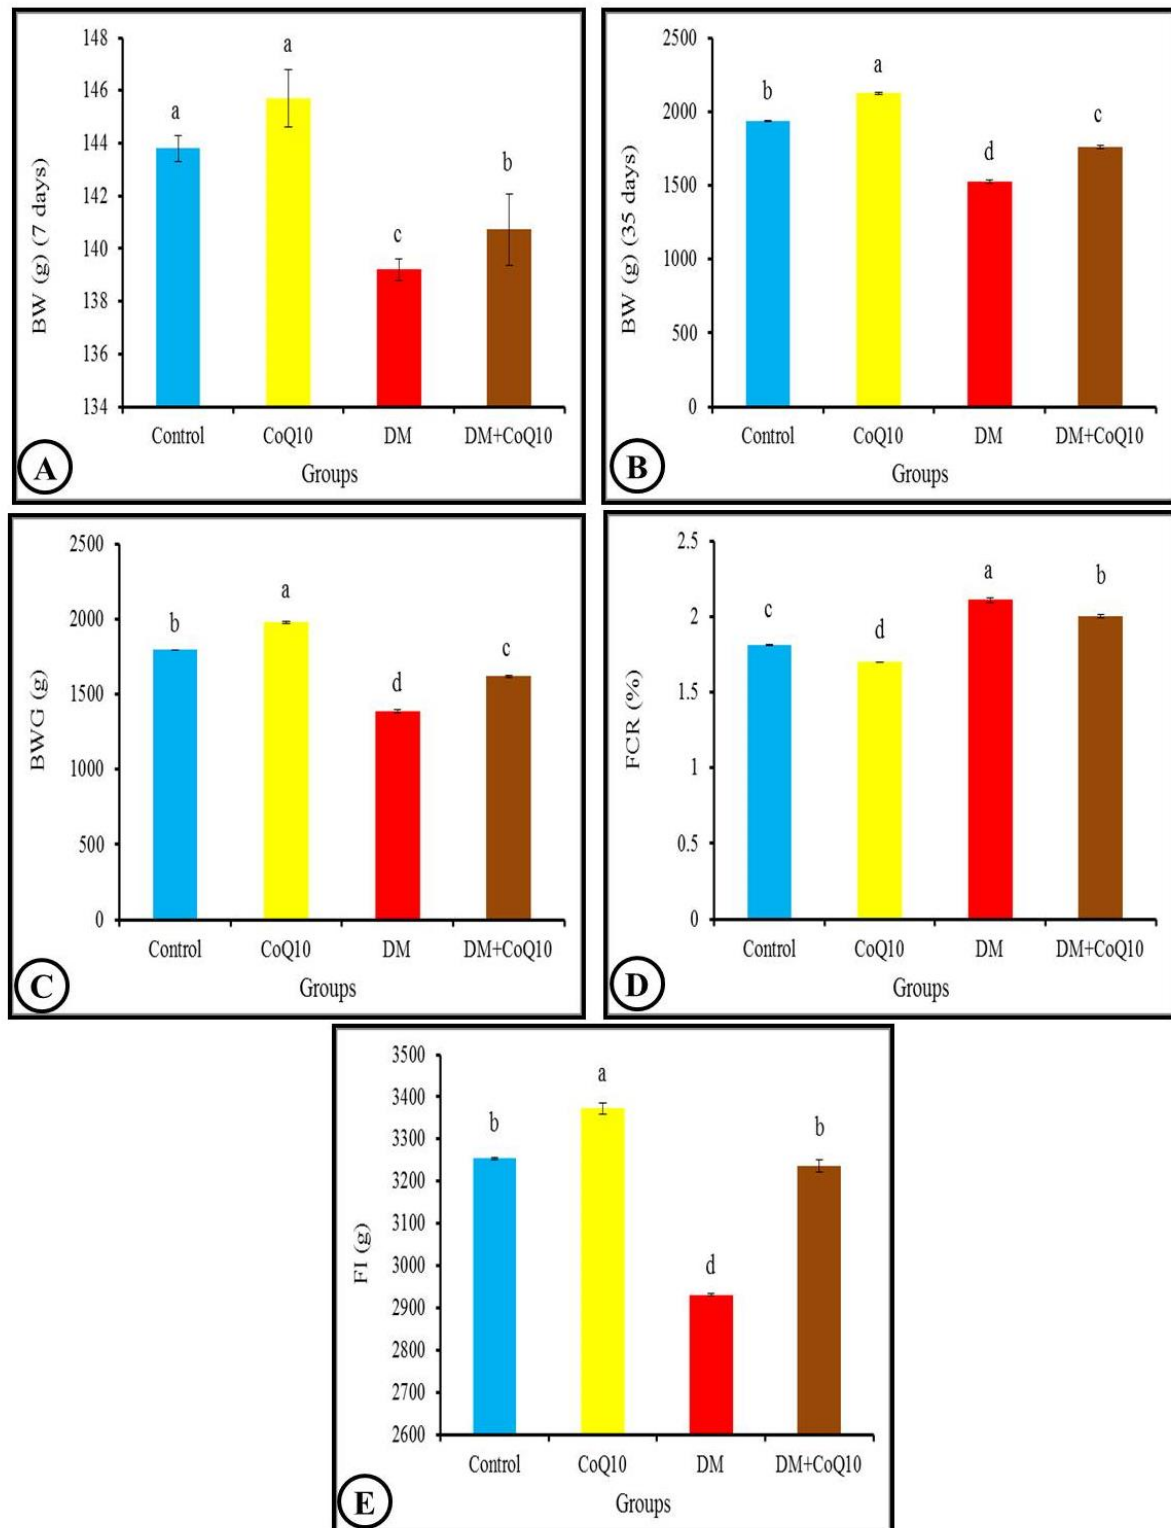 148
146
144
142
140
138
136
134
BW (g) (7 days)
a
a
c
b
Control CoQ10 DM DM+CoQ10
Groups
A
2500
2000
1500
1000
500
0
BW (g) (35 days)
b
a
d
c
Control CoQ10 DM DM+CoQ10
Groups
B
2500
2000
1500
1000
500
0
BWG (g)
b
a
d
c
Control CoQ10 DM DM+CoQ10
Groups
C
2.5
2
1.5
1
0.5
0
FCR (%)
c
d
a
b
Control CoQ10 DM DM+CoQ10
Groups
D
3500
3400
3300
3200
3100
3000
2900
2800
2700
2600
FI (g)
b
a
d
b
Control CoQ10 DM DM+CoQ10
Groups
E